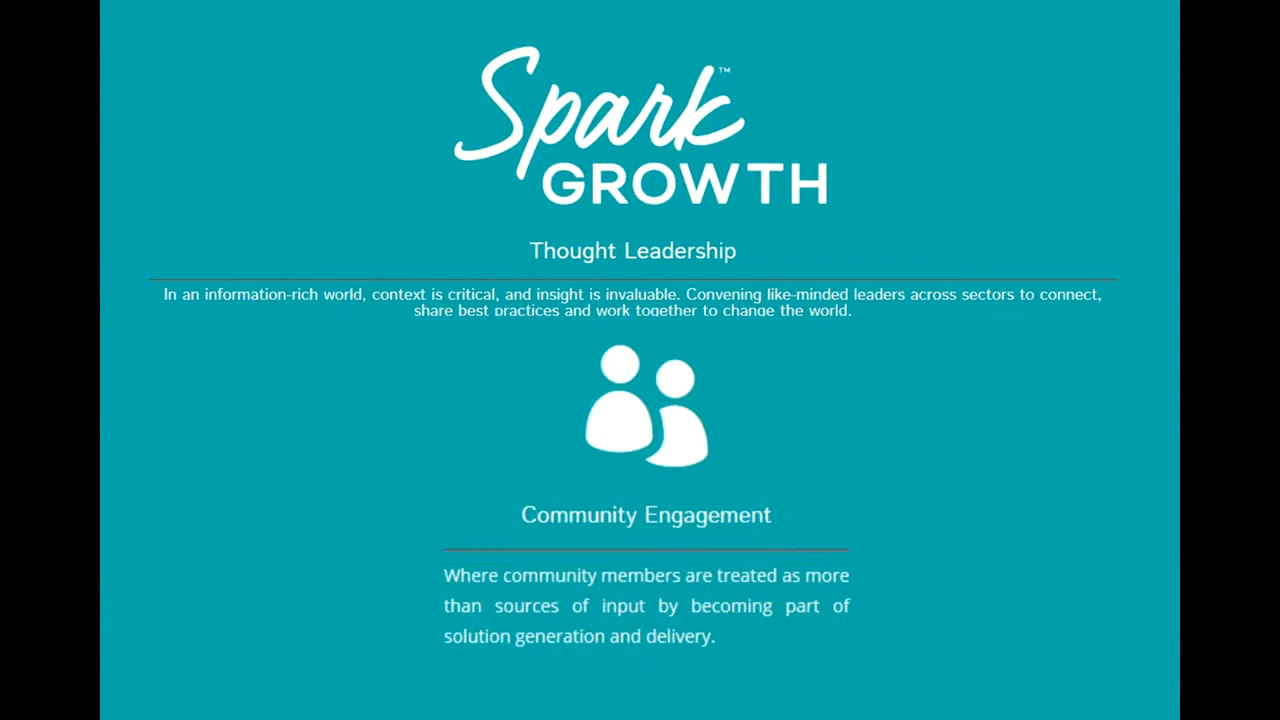 Spark™
GROWTH
Thought Leadership
In an information-rich world, context is critical, and insight is invaluable. Convening like-minded leaders across sectors to connect,
share best practices and work together to change the world.
Community Engagement
Where community members are treated as more
than sources of input by becoming part of
solution generation and delivery.